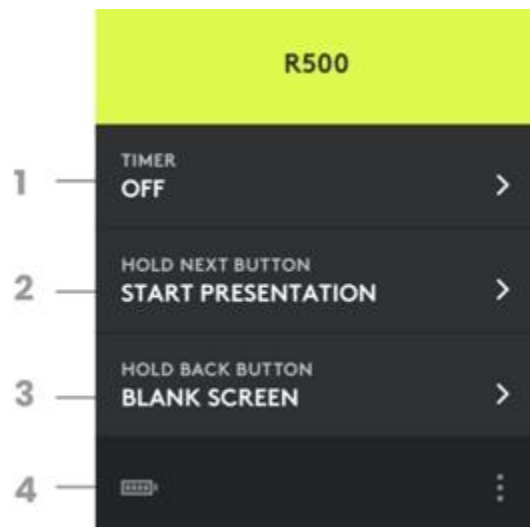 R500
1
TIMER
OFF
2
HOLD NEXT BUTTON
START PRESENTATION
3
HOLD BACK BUTTON
BLANK SCREEN
4